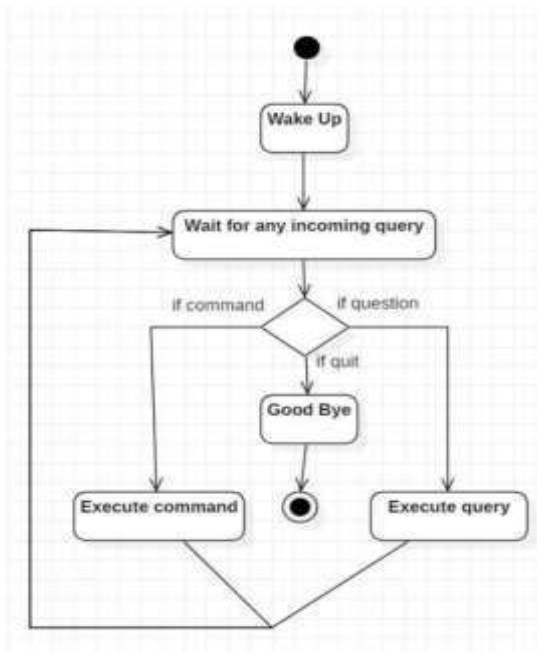 Wake Up
Wait for any incoming query
if command
if question
if quit
Good Bye
Execute command
Execute query